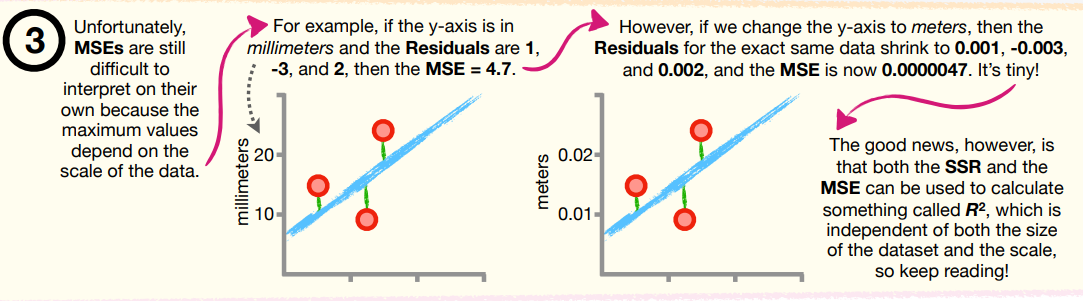 3
Unfortunately,
MSEs are still
difficult to
interpret on their
own because the
maximum values
depend on the
scale of the data.
For example, if the y-axis is in
millimeters and the Residuals are 1,
-3, and 2, then the MSE = 4.7.
millimeters
20
10
However, if we change the y-axis to meters, then the
Residuals for the exact same data shrink to 0.001, -0.003,
and 0.002, and the MSE is now 0.0000047. It’s tiny!
meters
0.02
0.01
The good news, however, is
that both the SSR and the
MSE can be used to calculate
something called R², which is
independent of both the size
of the dataset and the scale,
so keep reading!